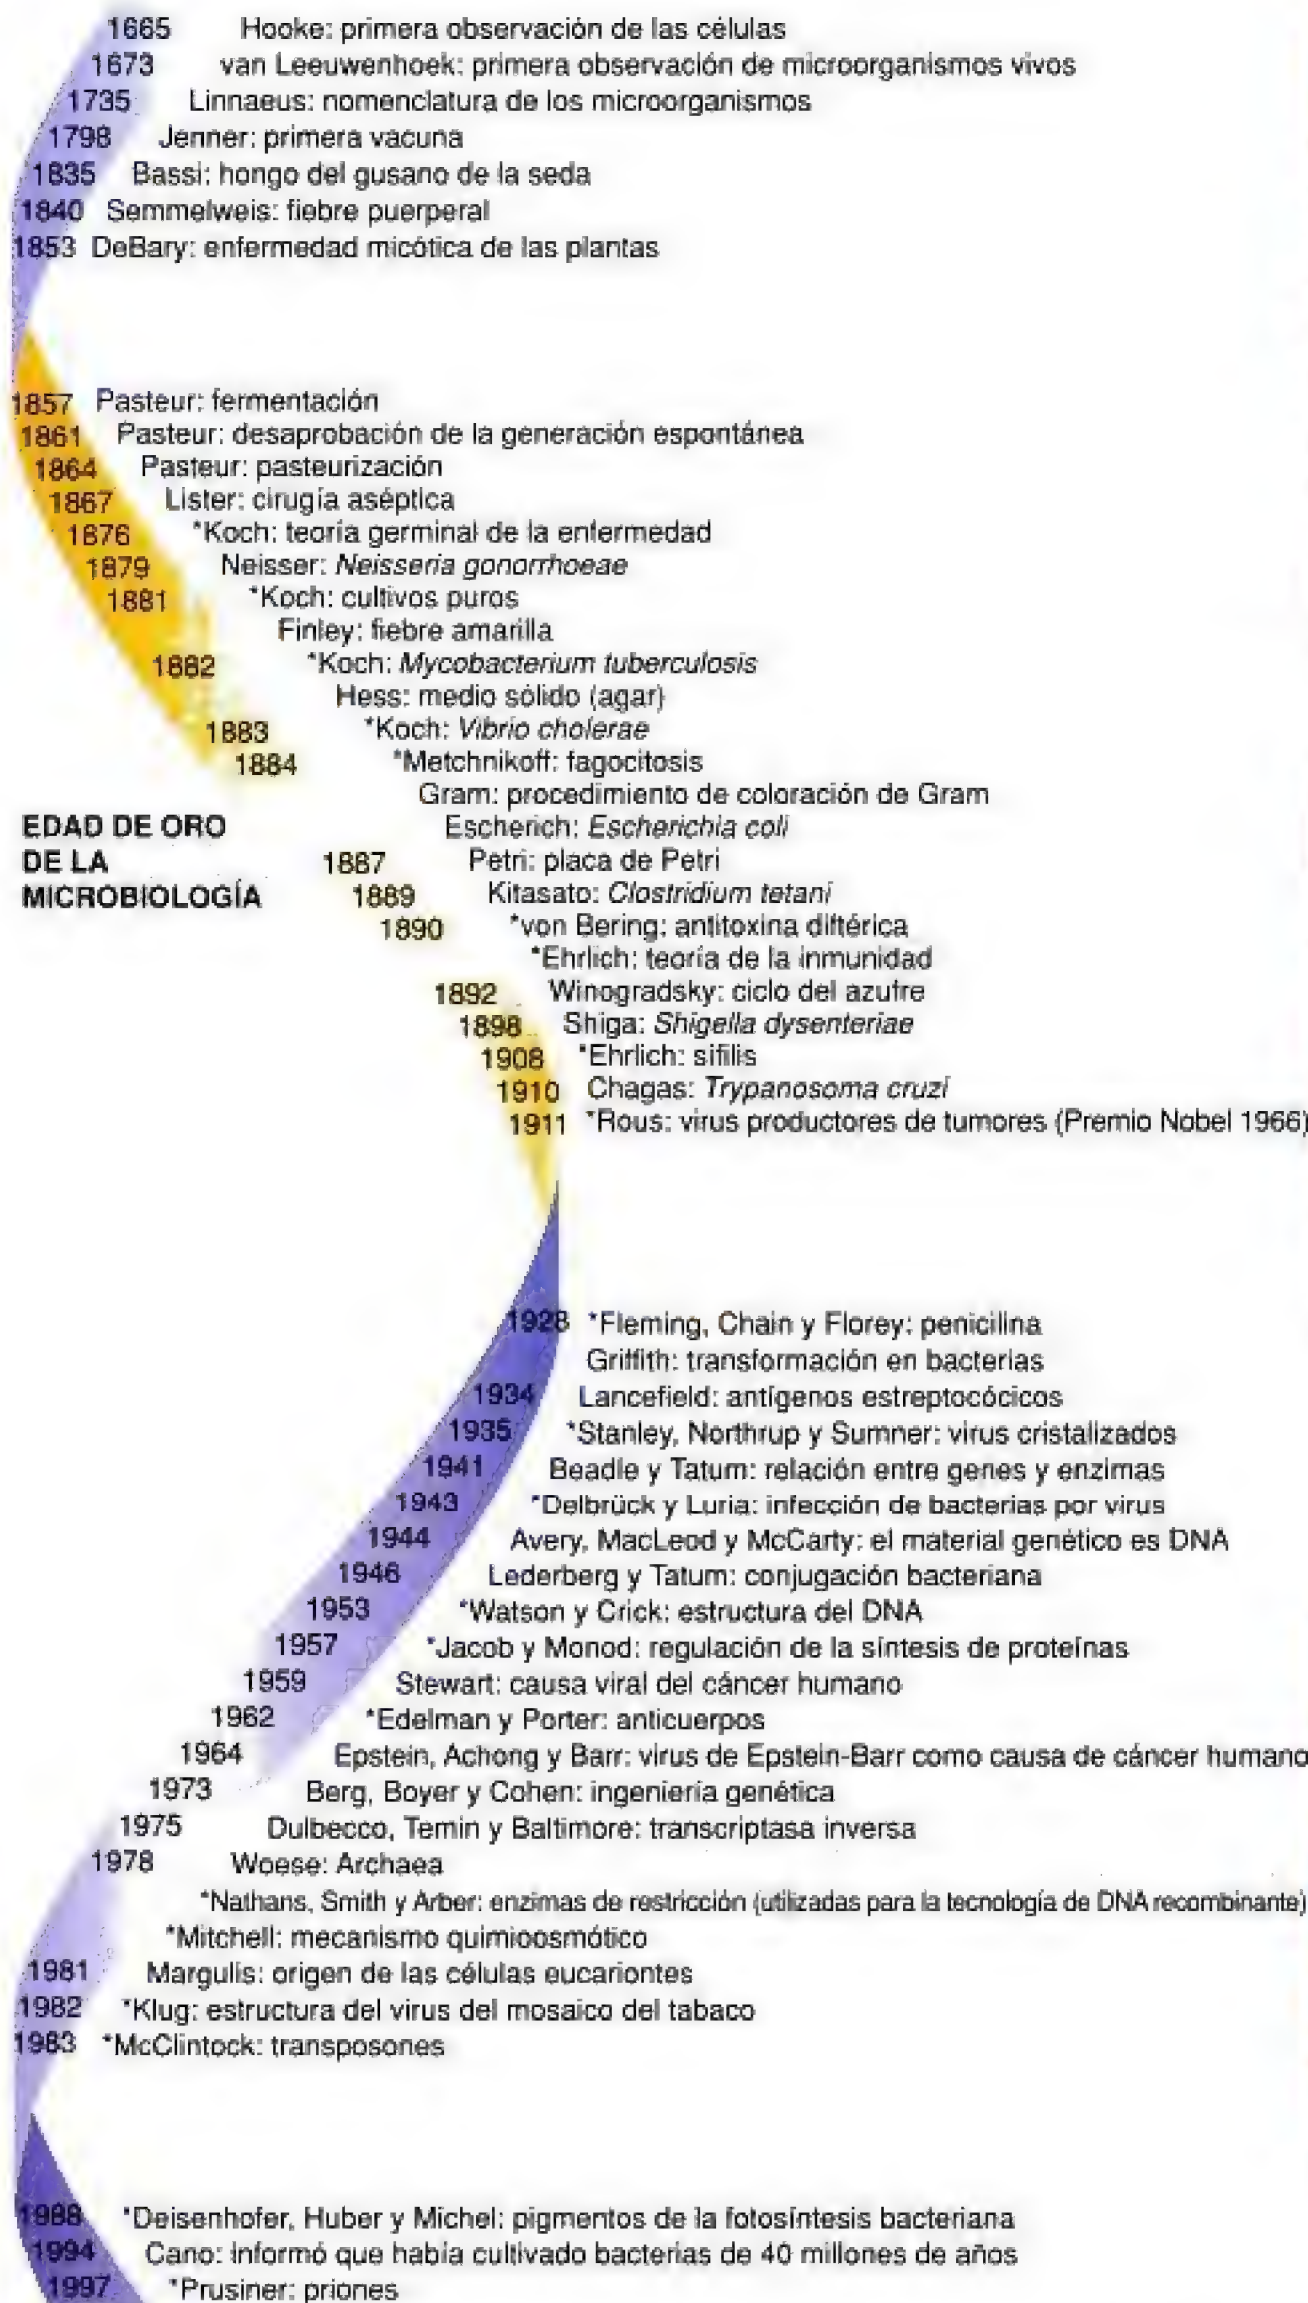 1665 Hooke: primera observación de las células
1673 van Leeuwenhoek: primera observación de microorganismos vivos
1735 Linnaeus: nomenclatura de los microorganismos
1798 Jenner: primera vacuna
1835 Bassi: hongo del gusano de la seda
1840 Semmelweis: fiebre puerperal
1853 DeBary: enfermedad micótica de las plantas
1857 Pasteur: fermentación
1861 Pasteur: desaprobación de la generación espontánea
1864 Pasteur: pasteurización
1867 Lister: cirugía aséptica
1876 *Koch: teoría germinal de la enfermedad
1879 Neisser: Neisseria gonorrhoeae
1881 *Koch: cultivos puros
Finley: fiebre amarilla
1882 *Koch: Mycobacterium tuberculosis
Hess: medio sólido (agar)
1883 *Koch: Vibrio cholerae
1884 *Metchnikoff: fagocitosis
Gram: procedimiento de coloración de Gram
Escherich: Escherichia coli
EDAD DE ORO
DE LA
MICROBIOLOGÍA
1887 Petri: placa de Petri
1889 Kitasato: Clostridium tetani
1890 *von Bering: antitoxina diftérica
*Ehrlich: teoría de la inmunidad
1892 Winogradsky: ciclo del azufre
1898 Shiga: Shigella dysenteriae
1908 *Ehrlich: sífilis
1910 Chagas: Trypanosoma cruzi
1911 *Rous: virus productores de tumores (Premio Nobel 1966)
1928 *Fleming, Chain y Florey: penicilina
Griffith: transformación en bacterias
1934 Lancefield: antígenos estreptocócicos
1935 *Stanley, Northrup y Sumner: virus cristalizados
1941 Beadle y Tatum: relación entre genes y enzimas
1943 *Delbrück y Luria: infección de bacterias por virus
1944 Avery, MacLeod y McCarty: el material genético es DNA
1946 Lederberg y Tatum: conjugación bacteriana
1953 *Watson y Crick: estructura del DNA
1957 *Jacob y Monod: regulación de la síntesis de proteínas
1959 Stewart: causa viral del cáncer humano
1962 *Edelman y Porter: anticuerpos
1964 Epstein, Achong y Barr: virus de Epstein-Barr como causa de cáncer humano
1973 Berg, Boyer y Cohen: ingeniería genética
1975 Dulbecco, Temin y Baltimore: transcriptasa inversa
1978 Woese: Archaea
*Nathans, Smith y Arber: enzimas de restricción (utilizadas para la tecnología de DNA recombinante)
*Mitchell: mecanismo quimioosmótico
1981 Margulis: origen de las células eucariontes
1982 *Klug: estructura del virus del mosaico del tabaco
1983 *McClintock: transposones
1988 *Deisenhofer, Huber y Michel: pigmentos de la fotosíntesis bacteriana
1994 Cano: informó que había cultivado bacterias de 40 millones de años
1997 *Prusiner: priones